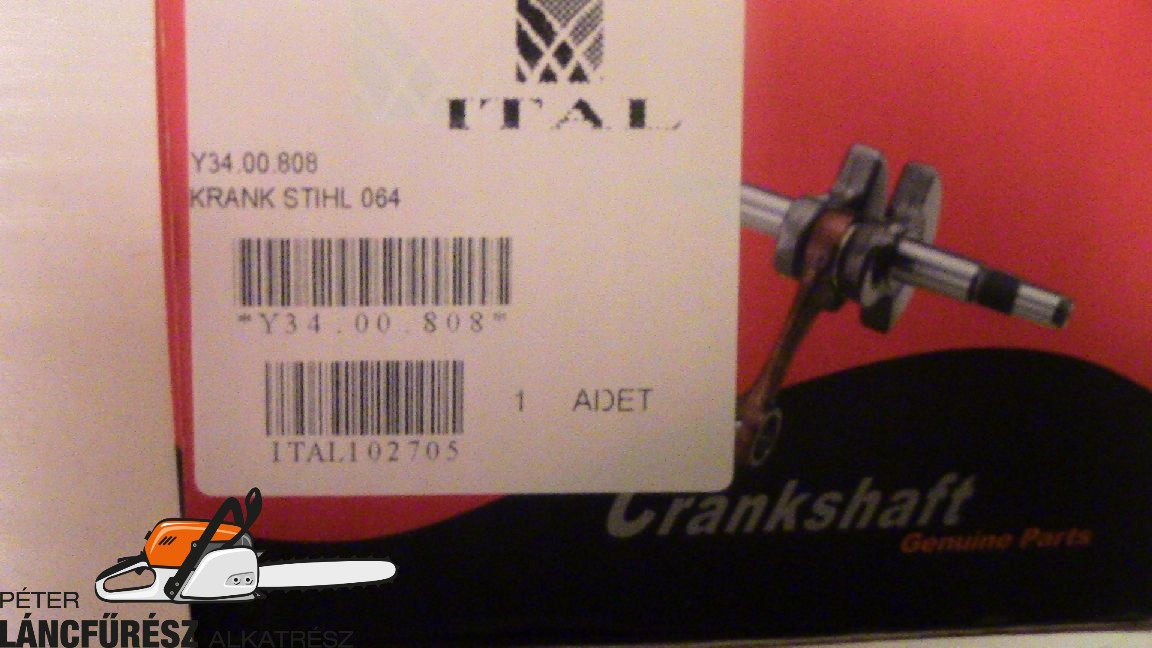 ITAL
Y34.00.808
KRANK STIHL 064
*Y34.00.808*
1 ADET
ITAL102705
Crankshaft
Genuine Parts
PÉTER
LÁNCFŰRÉSZ ALKATRÉSZ